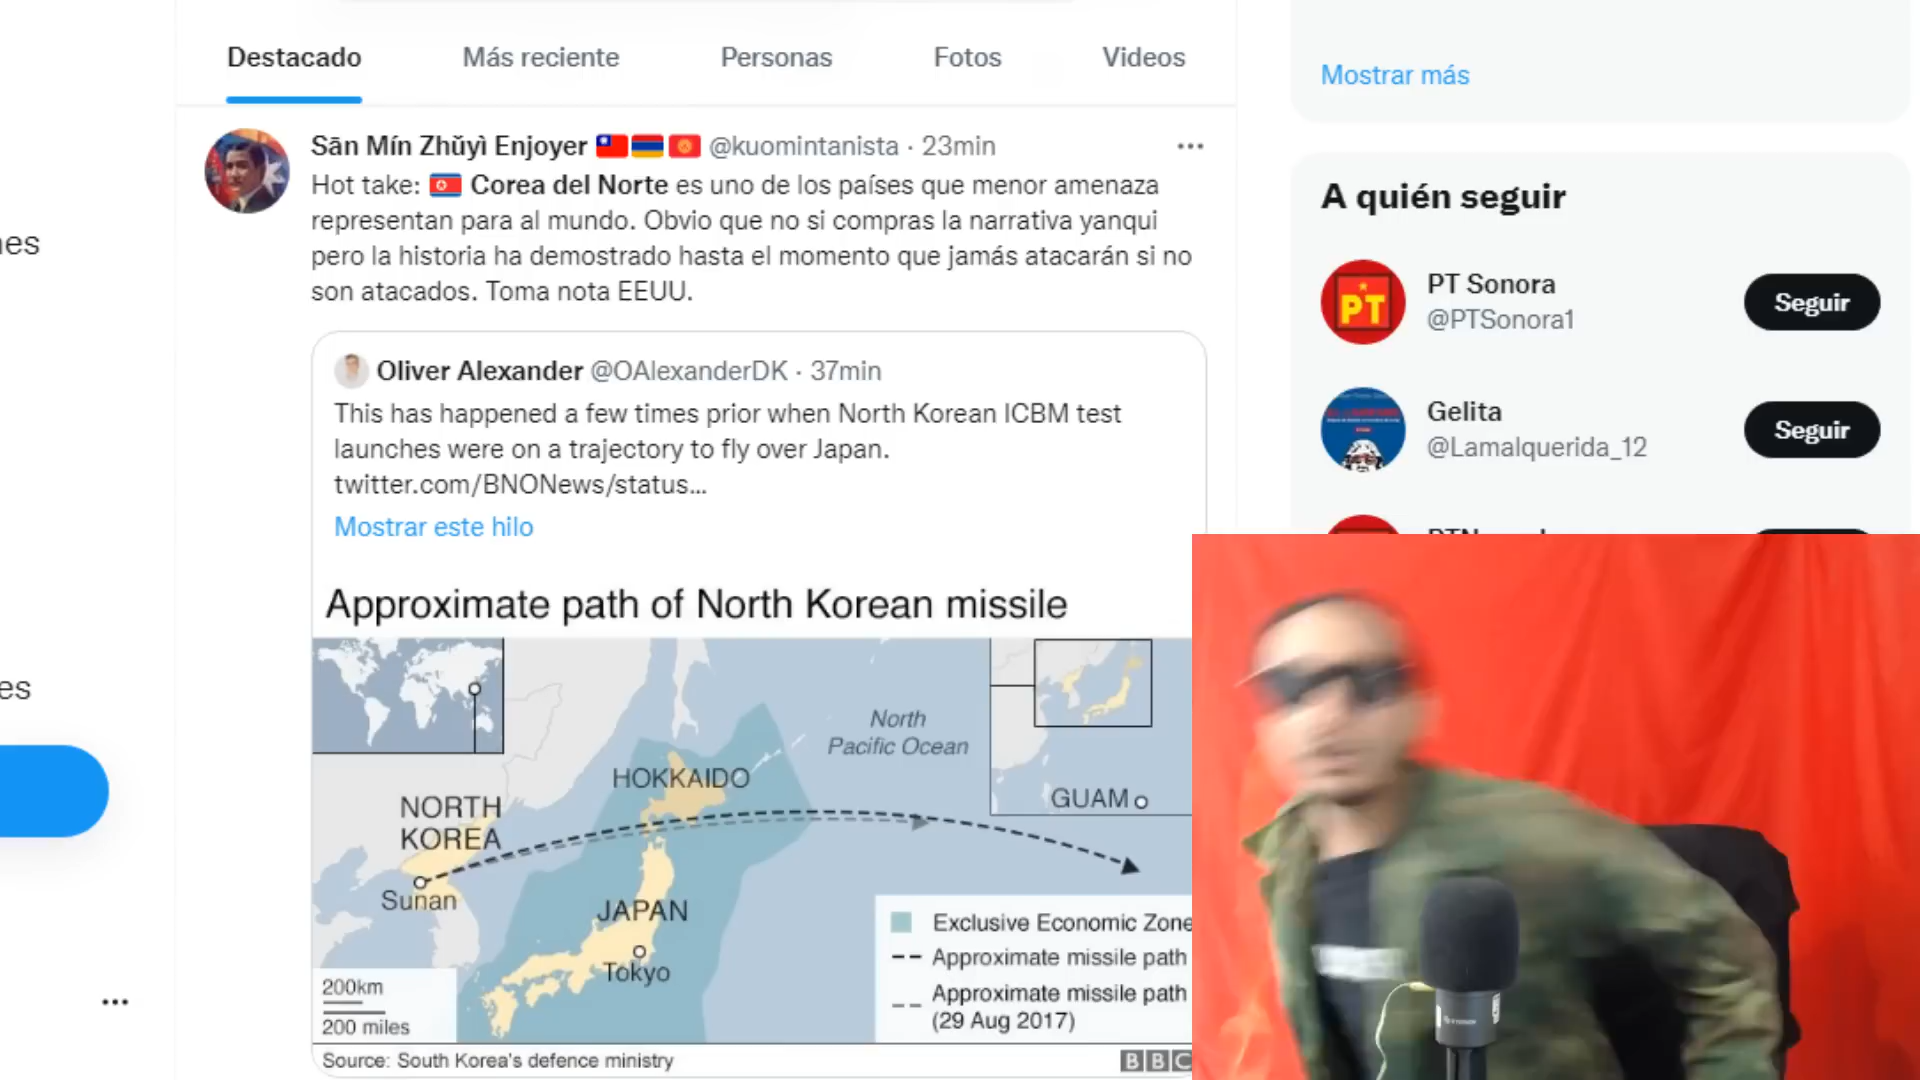 Destacado
Más reciente
Personas
Fotos
Videos
Mostrar más
Sān Mín Zhǔyì Enjoyer @kuomintanista · 23min
Hot take: Corea del Norte es uno de los países que menor amenaza
representan para al mundo. Obvio que no si compras la narrativa yanqui
pero la historia ha demostrado hasta el momento que jamás atacarán si no
son atacados. Toma nota EEUU.
Oliver Alexander @OAlexanderDK · 37min
This has happened a few times prior when North Korean ICBM test
launches were on a trajectory to fly over Japan.
twitter.com/BNONews/status...
Mostrar este hilo
Approximate path of North Korean missile
North
Pacific Ocean
HOKKAIDO
GUAM
NORTH
KOREA
Sunan
JAPAN
Tokyo
Exclusive Economic Zone
Approximate missile path
Approximate missile path
(29 Aug 2017)
200km
200 miles
Source: South Korea's defence ministry
BBC
A quién seguir
PT
PT Sonora
@PTSonora1
Seguir
Gelita
@Lamalquerida_12
Seguir
es